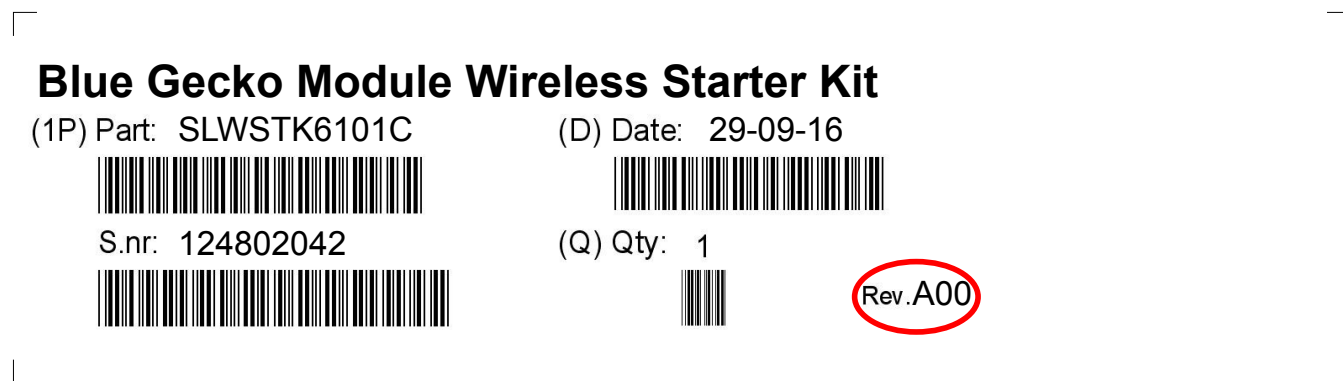 Blue Gecko Module Wireless Starter Kit
(1P) Part: SLWSTK6101C (D) Date: 29-09-16
S.nr: 124802042 (Q) Qty: 1
Rev.A00